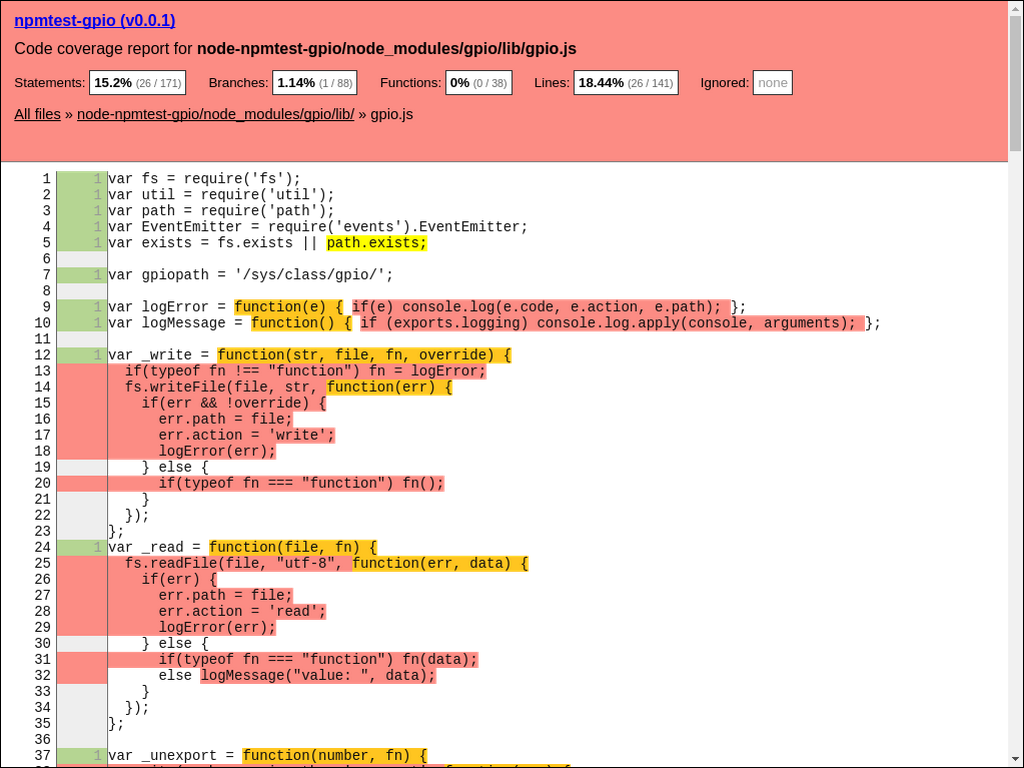 npmtest-gpio (v0.0.1)
Code coverage report for node-npmtest-gpio/node_modules/gpio/lib/gpio.js
Statements: 15.2% (26 / 171) Branches: 1.14% (1 / 88) Functions: 0% (0 / 38) Lines: 18.44% (26 / 141) Ignored: none
All files » node-npmtest-gpio/node_modules/gpio/lib/ » gpio.js
1 1 var fs = require('fs');
2 1 var util = require('util');
3 1 var path = require('path');
4 1 var EventEmitter = require('events').EventEmitter;
5 1 var exists = fs.exists || path.exists;
6
7 1 var gpiopath = '/sys/class/gpio/';
8
9 1 var logError = function(e) { if(e) console.log(e.code, e.action, e.path); };
10 1 var logMessage = function() { if (exports.logging) console.log.apply(console, arguments); };
11
12 1 var _write = function(str, file, fn, override) {
13 if(typeof fn !== "function") fn = logError;
14 fs.writeFile(file, str, function(err) {
15 if(err && !override) {
16 err.path = file;
17 err.action = 'write';
18 logError(err);
19 } else {
20 if(typeof fn === "function") fn();
21 }
22 });
23 };
24 1 var _read = function(file, fn) {
25 fs.readFile(file, "utf-8", function(err, data) {
26 if(err) {
27 err.path = file;
28 err.action = 'read';
29 logError(err);
30 } else {
31 if(typeof fn === "function") fn(data);
32 else logMessage("value: ", data);
33 }
34 });
35 };
36
37 1 var _unexport = function(number, fn) {